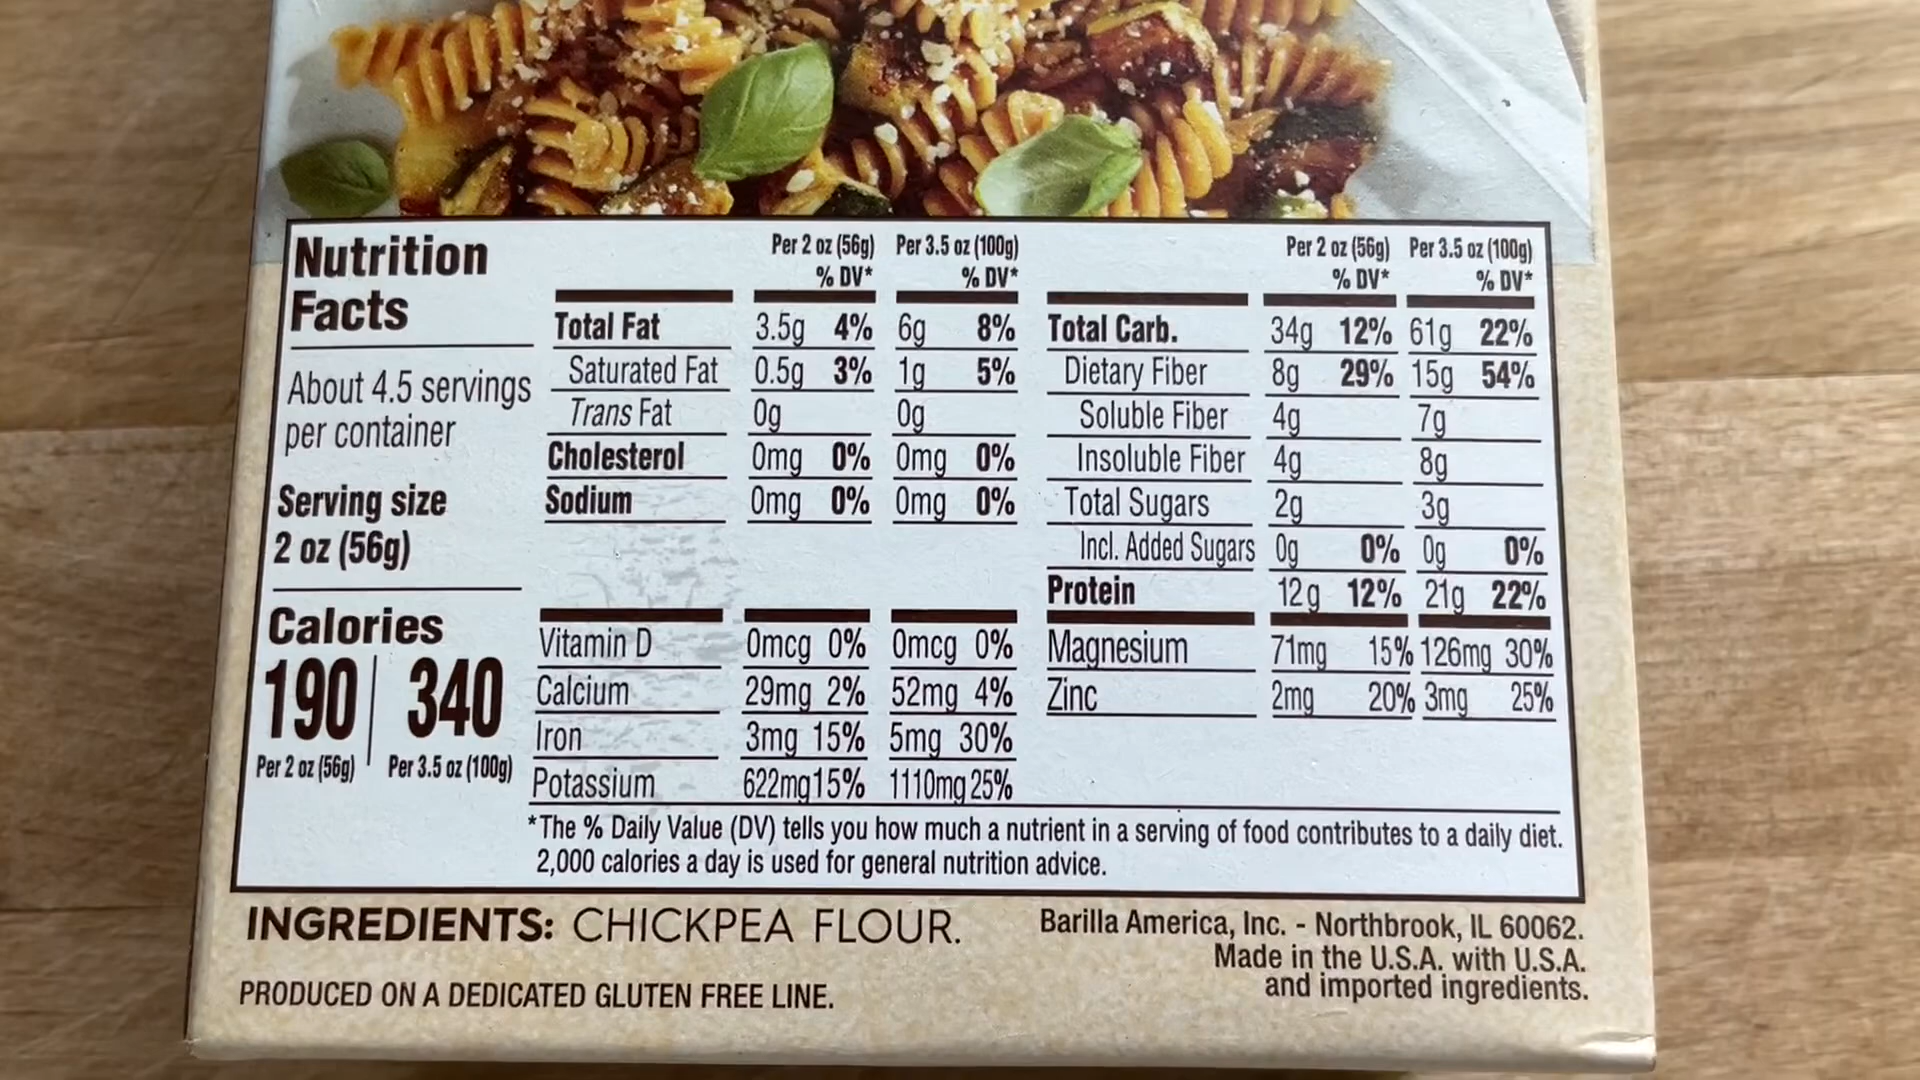 Nutrition
Facts
About 4.5 servings
per container
Serving size
2 oz (56g)
Calories
190 340
Per 2 oz (56g) Per 3.5 oz (100g)
Per 2 oz (56g) Per 3.5 oz (100g)
% DV* % DV*
Total Fat 3.5g 4% 6g 8%
Saturated Fat 0.5g 3% 1g 5%
Trans Fat 0g 0g
Cholesterol 0mg 0% 0mg 0%
Sodium 0mg 0% 0mg 0%
Vitamin D 0mcg 0% 0mcg 0%
Calcium 29mg 2% 52mg 4%
Iron 3mg 15% 5mg 30%
Potassium 622mg 15% 1110mg 25%
Per 2 oz (56g) Per 3.5 oz (100g)
% DV* % DV*
Total Carb. 34g 12% 61g 22%
Dietary Fiber 8g 29% 15g 54%
Soluble Fiber 4g 7g
Insoluble Fiber 4g 8g
Total Sugars 2g 3g
Incl. Added Sugars 0g 0% 0g 0%
Protein 12g 12% 21g 22%
Magnesium 71mg 15% 126mg 30%
Zinc 2mg 20% 3mg 25%
*The % Daily Value (DV) tells you how much a nutrient in a serving of food contributes to a daily diet.
2,000 calories a day is used for general nutrition advice.
INGREDIENTS: CHICKPEA FLOUR.
PRODUCED ON A DEDICATED GLUTEN FREE LINE.
Barilla America, Inc. - Northbrook, IL 60062.
Made in the U.S.A. with U.S.A.
and imported ingredients.